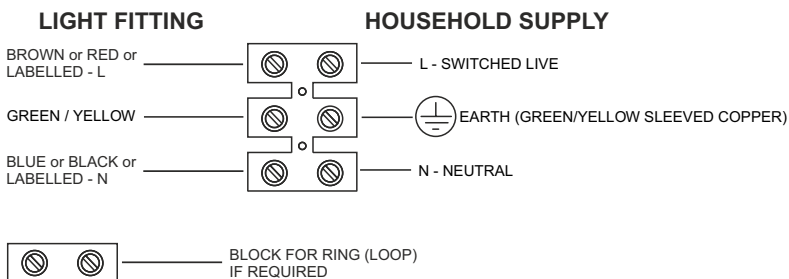 LIGHT FITTING
HOUSEHOLD SUPPLY
BROWN or RED or
LABELLED - L
L - SWITCHED LIVE
GREEN / YELLOW
EARTH (GREEN/YELLOW SLEEVED COPPER)
BLUE or BLACK or
LABELLED - N
N - NEUTRAL
BLOCK FOR RING (LOOP)
IF REQUIRED